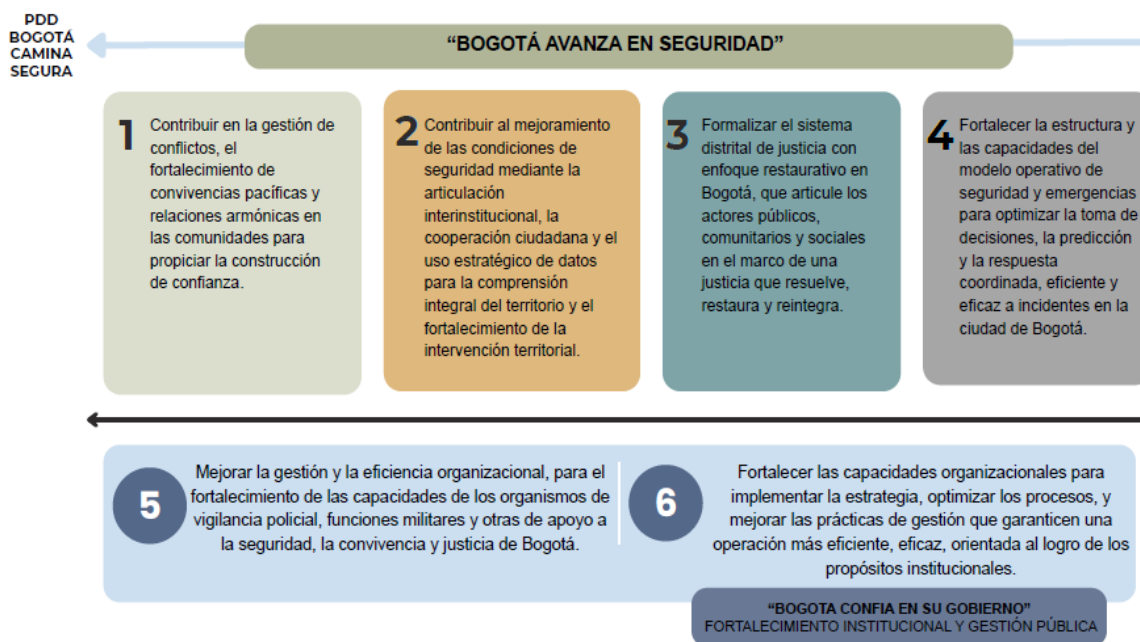 PDD
BOGOTÁ
CAMINA
SEGURA
“BOGOTÁ AVANZA EN SEGURIDAD”
1
Contribuir en la gestión de
conflictos, el
fortalecimiento de
convivencias pacíficas y
relaciones armónicas en
las comunidades para
propiciar la construcción
de confianza.
2
Contribuir al mejoramiento
de las condiciones de
seguridad mediante la
articulación
interinstitucional, la
cooperación ciudadana y el
uso estratégico de datos
para la comprensión
integral del territorio y el
fortalecimiento de la
intervención territorial.
3
Formalizar el sistema
distrital de justicia con
enfoque restaurativo en
Bogotá, que articule los
actores públicos,
comunitarios y sociales
en el marco de una
justicia que resuelve,
restaura y reintegra.
4
Fortalecer la estructura y
las capacidades del
modelo operativo de
seguridad y emergencias
para optimizar la toma de
decisiones, la predicción
y la respuesta
coordinada, eficiente y
eficaz a incidentes en la
ciudad de Bogotá.
5
Mejorar la gestión y la eficiencia organizacional, para el
fortalecimiento de las capacidades de los organismos de
vigilancia policial, funciones militares y otras de apoyo a
la seguridad, la convivencia y justicia de Bogotá.
6
Fortalecer las capacidades organizacionales para
implementar la estrategia, optimizar los procesos, y
mejorar las prácticas de gestión que garanticen una
operación más eficiente, eficaz, orientada al logro de los
propósitos institucionales.
“BOGOTA CONFIA EN SU GOBIERNO”
FORTALECIMIENTO INSTITUCIONAL Y GESTIÓN PÚBLICA